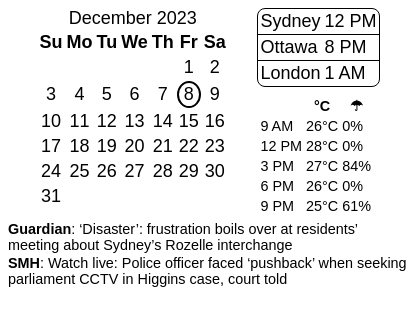 December 2023
Su Mo Tu We Th Fr Sa
1 2
3 4 5 6 7 8 9
10 11 12 13 14 15 16
17 18 19 20 21 22 23
24 25 26 27 28 29 30
31
Sydney 12 PM
Ottawa 8 PM
London 1 AM
°C ☂
9 AM 26°C 0%
12 PM 28°C 0%
3 PM 27°C 84%
6 PM 26°C 0%
9 PM 25°C 61%
Guardian: ‘Disaster’: frustration boils over at residents’
meeting about Sydney’s Rozelle interchange
SMH: Watch live: Police officer faced ‘pushback’ when seeking
parliament CCTV in Higgins case, court told